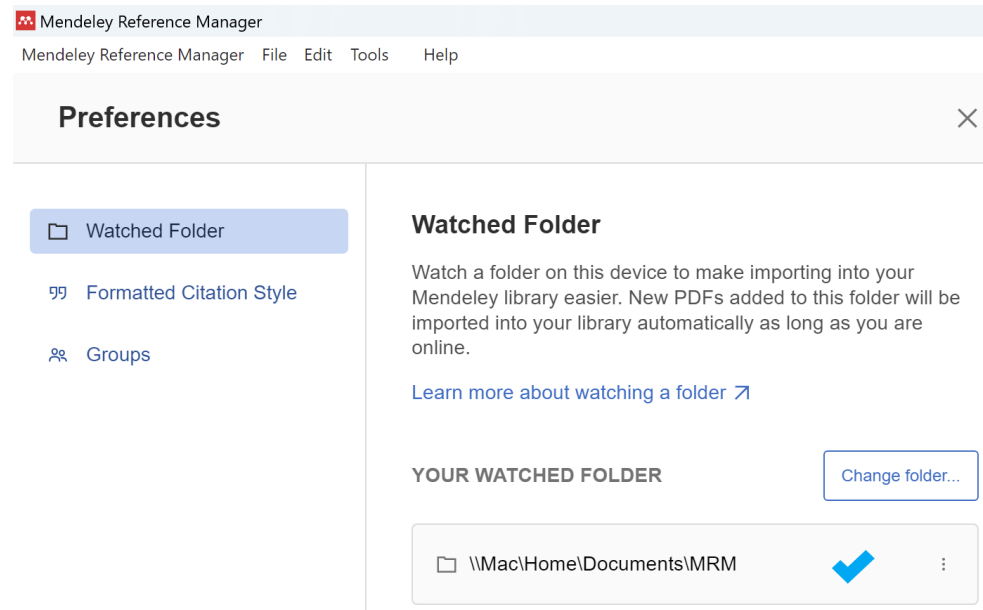 Mendeley Reference Manager
Mendeley Reference Manager File Edit Tools Help
Preferences
Watched Folder
Formatted Citation Style
Groups
Watched Folder
Watch a folder on this device to make importing into your
Mendeley library easier. New PDFs added to this folder will be
imported into your library automatically as long as you are
online.
Learn more about watching a folder
YOUR WATCHED FOLDER
Change folder...
\\Mac\Home\Documents\MRM